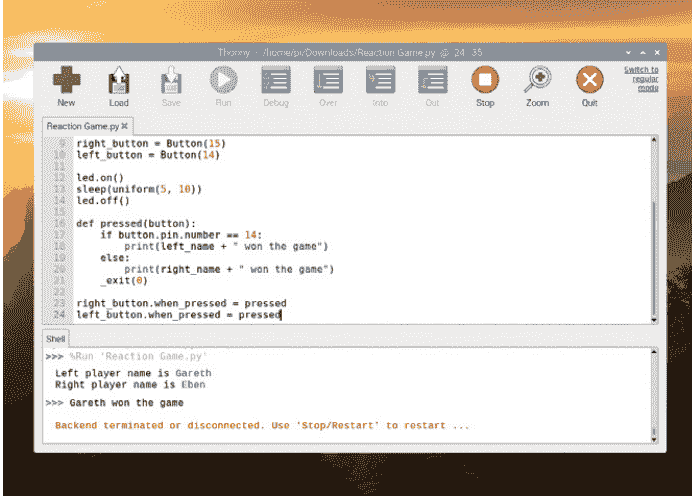 Thonny - /home/pi/Downloads/Reaction Game.py @ 24 : 35
New Load Save Run Debug Over Into Out Stop Zoom Quit
Switch to
regular
mode
Reaction Game.py
9 right_button = Button(15)
10 left_button = Button(14)
11
12 led.on()
13 sleep(uniform(5, 10))
14 led.off()
15
16 def pressed(button):
17 if button.pin.number == 14:
18 print(left_name + " won the game")
19 else:
20 print(right_name + " won the game")
21 _exit(0)
22
23 right_button.when_pressed = pressed
24 left_button.when_pressed = pressed
Shell
>>> %Run 'Reaction Game.py'
Left player name is Gareth
Right player name is Eben
>>> Gareth won the game
Backend terminated or disconnected. Use 'Stop/Restart' to restart ...